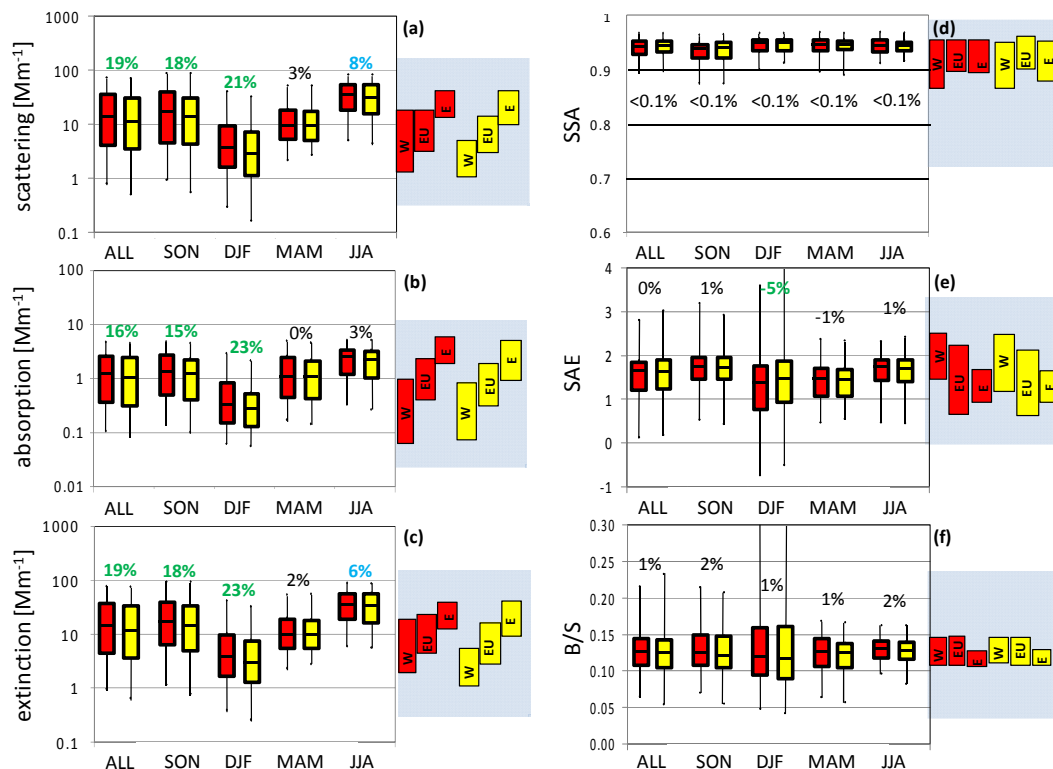 (a)
scattering [Mm-1]
1000
100
10
1
0.1
19%
18%
21%
3%
8%
ALL
SON
DJF
MAM
JJA
W
EU
E
W
EU
E
(b)
absorption [Mm-1]
100
10
1
0.1
0.01
16%
15%
23%
0%
3%
ALL
SON
DJF
MAM
JJA
W
EU
E
W
EU
E
(c)
extinction [Mm-1]
1000
100
10
1
0.1
19%
18%
23%
2%
6%
ALL
SON
DJF
MAM
JJA
W
EU
E
W
EU
E
(d)
SSA
1
0.9
0.8
0.7
0.6
<0.1%
<0.1%
<0.1%
<0.1%
<0.1%
ALL
SON
DJF
MAM
JJA
W
EU
E
W
EU
E
(e)
SAE
4
3
2
1
0
-1
0%
1%
-5%
-1%
1%
ALL
SON
DJF
MAM
JJA
W
EU
E
W
EU
E
(f)
B/S
0.30
0.25
0.20
0.15
0.10
0.05
0.00
1%
2%
1%
1%
2%
ALL
SON
DJF
MAM
JJA
W
EU
E
W
EU
E